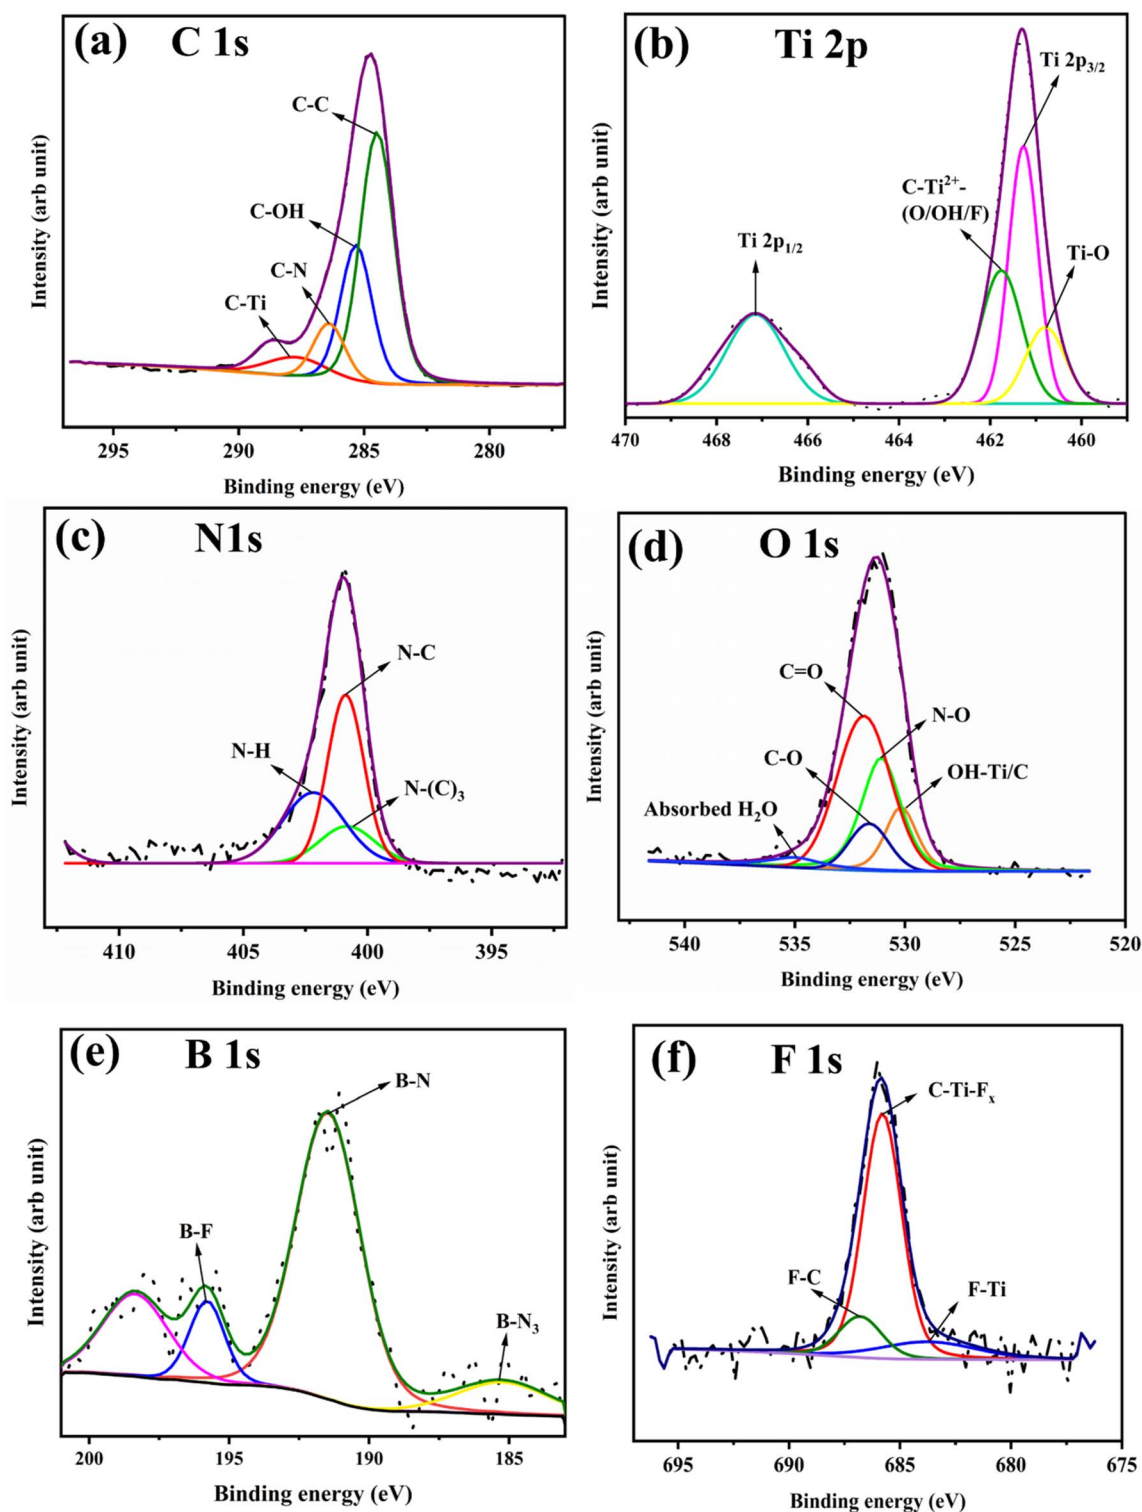 (a) C 1s
C-C
C-OH
C-N
C-Ti
Intensity (arb unit)
295 290 285 280
Binding energy (eV)
(b) Ti 2p
Ti 2p3/2
C-Ti2+-
(O/OH/F)
Ti 2p1/2
Ti-O
Intensity (arb unit)
470 468 466 464 462 460
Binding energy (eV)
(c) N1s
N-C
N-H
N-(C)3
Intensity (arb unit)
410 405 400 395
Binding energy (eV)
(d) O 1s
C=O
N-O
C-O
OH-Ti/C
Absorbed H2O
Intensity (arb unit)
540 535 530 525 520
Binding energy (eV)
(e) B 1s
B-N
B-F
B-N3
Intensity (arb unit)
200 195 190 185
Binding energy (eV)
(f) F 1s
C-Ti-Fx
F-C
F-Ti
Intensity (arb unit)
695 690 685 680 675
Binding energy (eV)